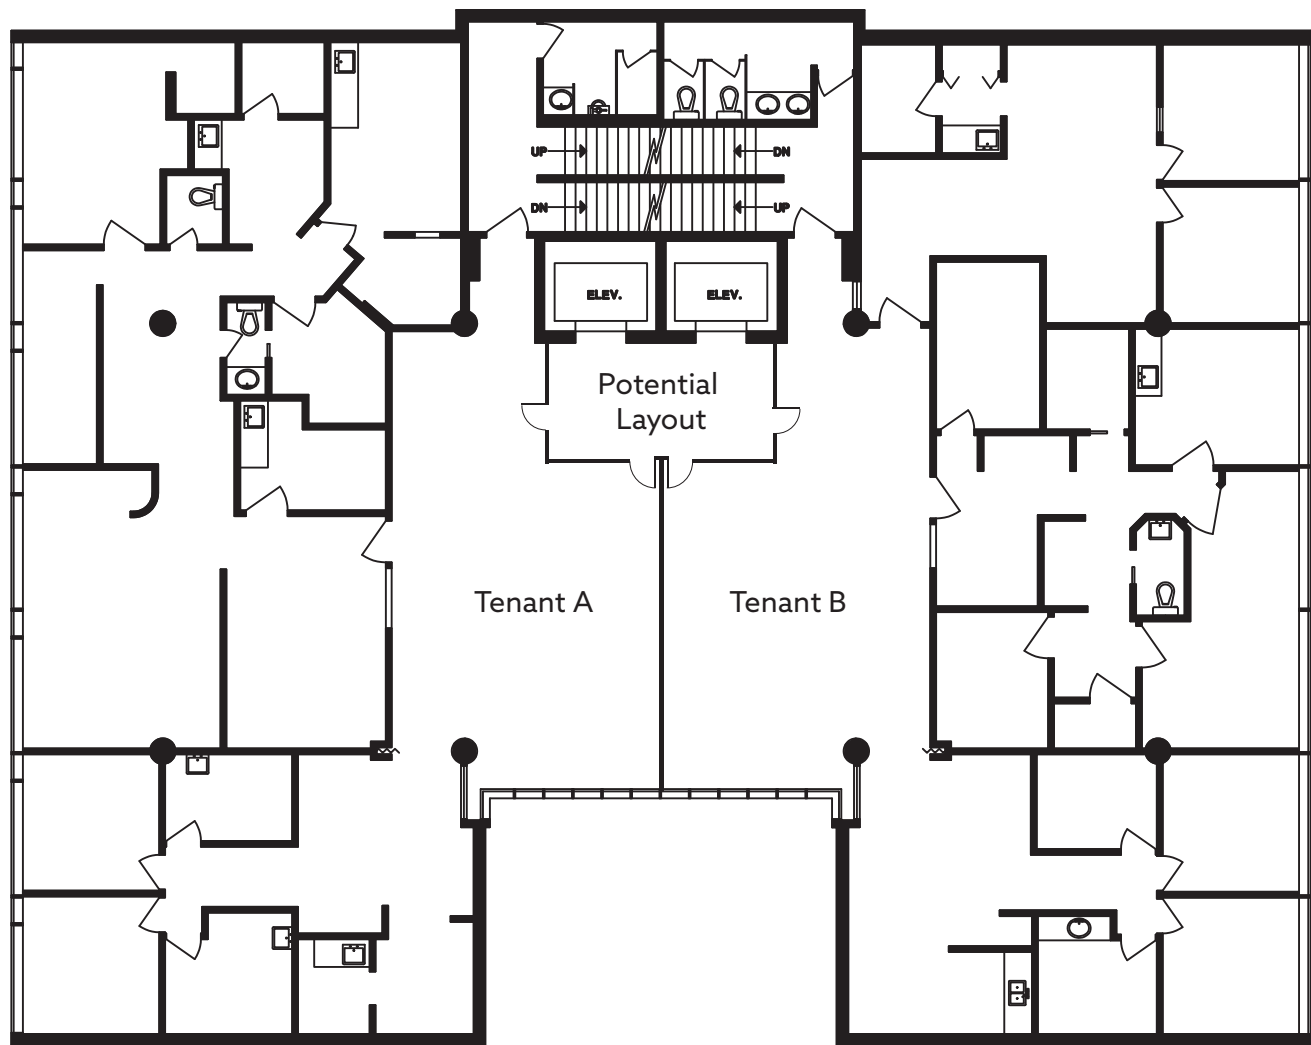 UP
DN
DN
UP
ELEV.
ELEV.
Potential
Layout
Tenant A
Tenant B